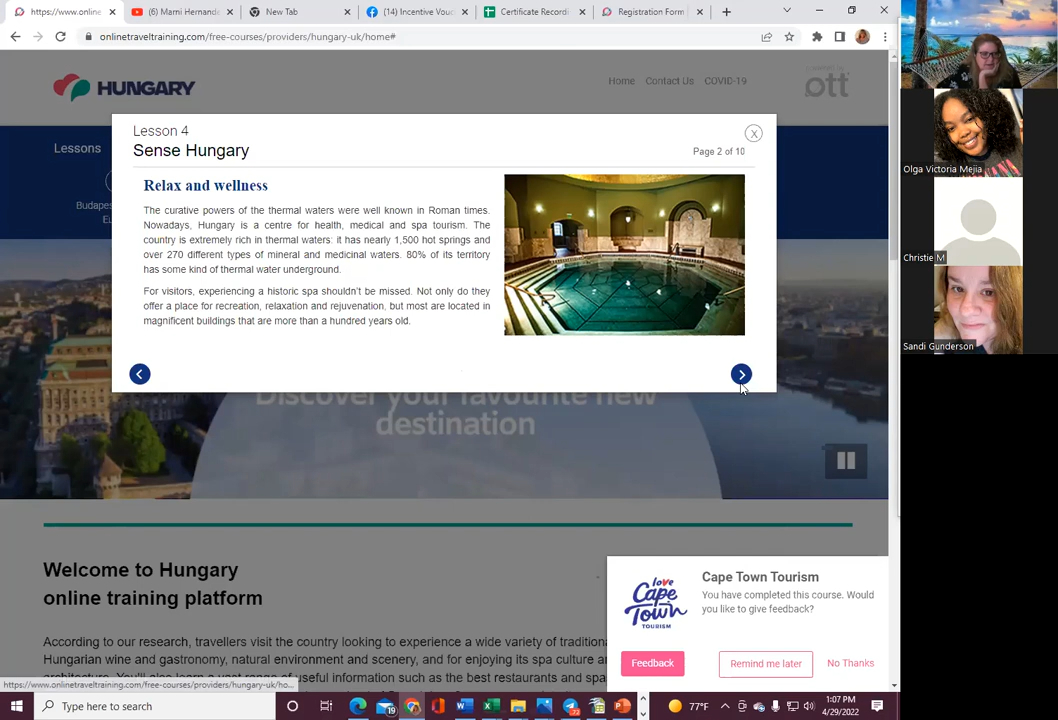 https://www.online
(6) Marni Hernande
New Tab
(14) Incentive Vouc
Certificate Recordi
Registration Form
onlinetraveltraining.com/free-courses/providers/hungary-uk/home#
HUNGARY
Home
Contact Us
COVID-19
powered by
ott
Lessons
Lesson 4
Sense Hungary
Page 2 of 10
X
Relax and wellness
The curative powers of the thermal waters were well known in Roman times.
Nowadays, Hungary is a centre for health, medical and spa tourism. The
country is extremely rich in thermal waters: it has nearly 1,500 hot springs and
over 270 different types of mineral and medicinal waters. 80% of its territory
has some kind of thermal water underground.
For visitors, experiencing a historic spa shouldn't be missed. Not only do they
offer a place for recreation, relaxation and rejuvenation, but most are located in
magnificent buildings that are more than a hundred years old.
Discover your favourite new
destination
Welcome to Hungary
online training platform
According to our research, travellers visit the country looking to experience a wide variety of traditiona
Hungarian wine and gastronomy, natural environment and scenery, and for enjoying its spa culture ar
love
Cape
Town
TOURISM
Cape Town Tourism
You have completed this course. Would
you like to give feedback?
Feedback
Remind me later
No Thanks
https://www.onlinetraveltraining.com/free-courses/providers/hungary-uk/ho...
Olga Victoria Mejia
Christie M
Sandi Gunderson
Type here to search
19
77°F
1:07 PM
4/29/2022